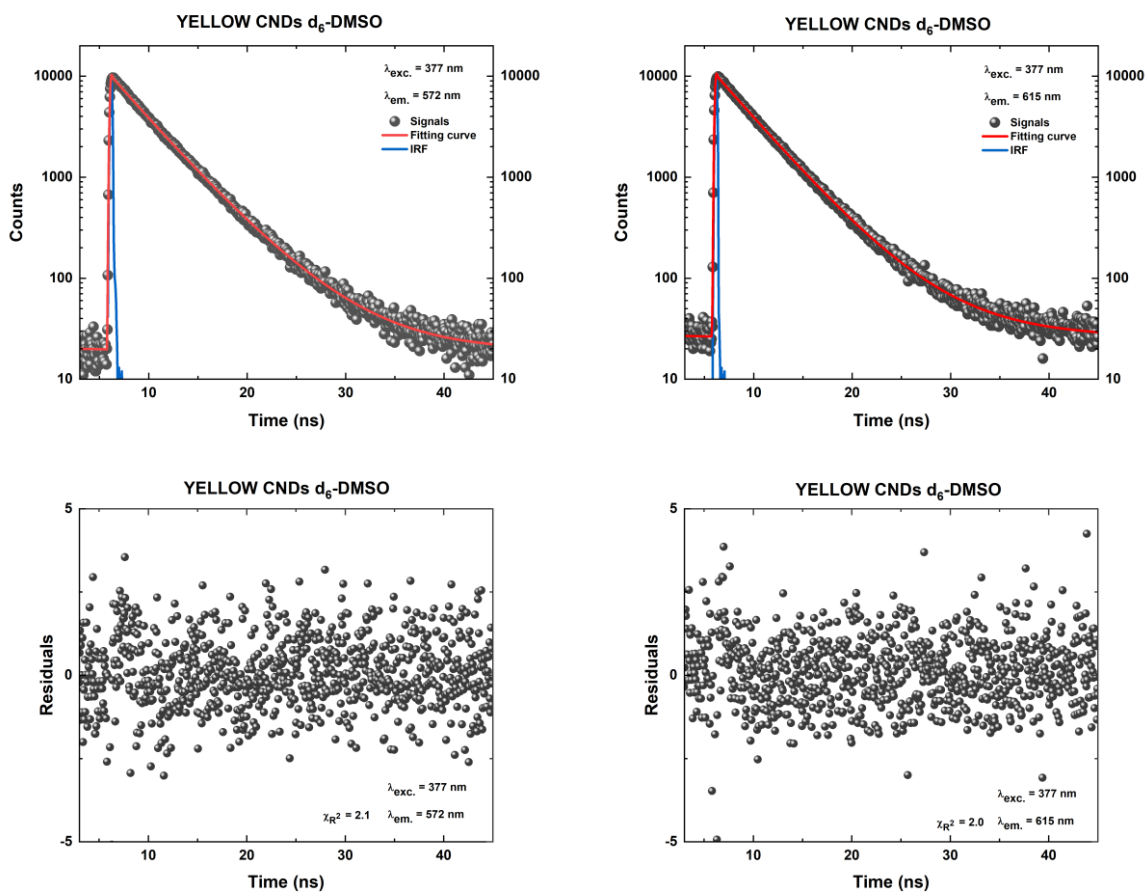 YELLOW CNDs d₆-DMSO
10000
1000
100
10
Counts
10000
1000
100
10
λexc. = 377 nm
λem. = 572 nm
Signals
Fitting curve
IRF
10 20 30 40
Time (ns)
YELLOW CNDs d₆-DMSO
10000
1000
100
10
Counts
10000
1000
100
10
λexc. = 377 nm
λem. = 615 nm
Signals
Fitting curve
IRF
10 20 30 40
Time (ns)
YELLOW CNDs d₆-DMSO
5
0
-5
Residuals
λexc. = 377 nm
χR² = 2.1 λem. = 572 nm
10 20 30 40
Time (ns)
YELLOW CNDs d₆-DMSO
5
0
-5
Residuals
λexc. = 377 nm
χR² = 2.0 λem. = 615 nm
10 20 30 40
Time (ns)